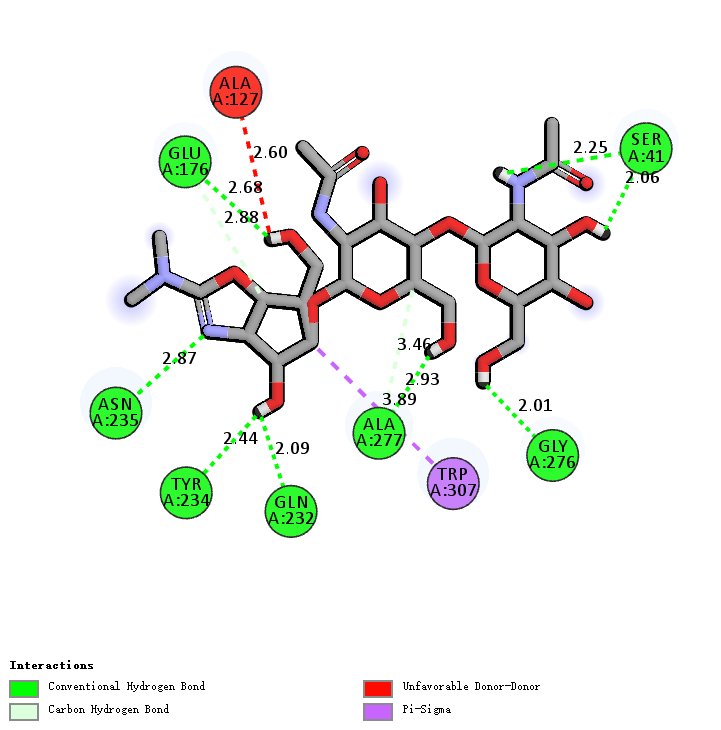 ALA
A:127
2.60
SER
A:41
2.25
2.06
GLU
A:176
2.68
2.88
3.46
2.93
3.89
2.87
ASN
A:235
2.01
ALA
A:277
GLY
A:276
2.44
2.09
TYR
A:234
GLN
A:232
TRP
A:307
Interactions
Conventional Hydrogen Bond
Carbon Hydrogen Bond
Unfavorable Donor-Donor
Pi-Sigma